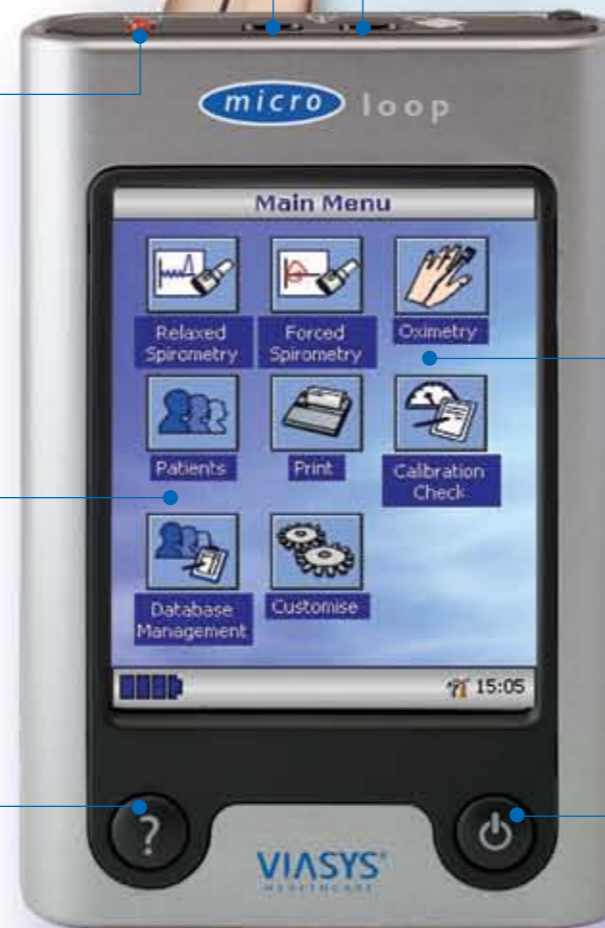 micro loop
Main Menu
Relaxed
Spirometry
Forced
Spirometry
Oximetry
Patients
Print
Calibration
Check
Database
Management
Customise
15:05
?
VIASYS
HEALTHCARE